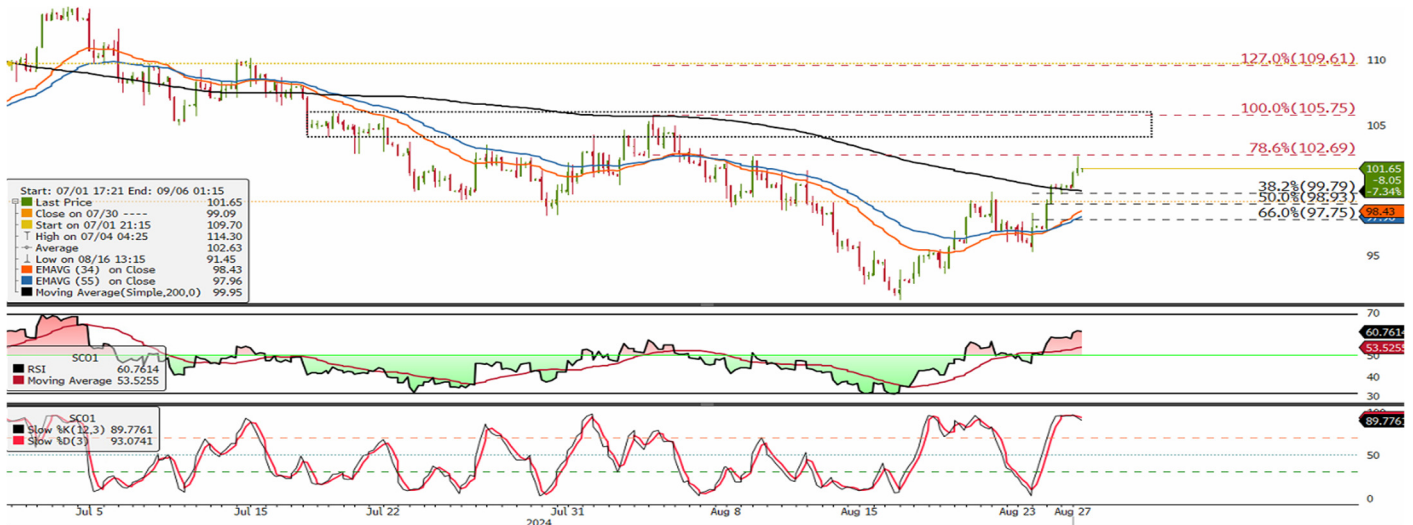 127.0%(109.61)
110
100.0%(105.75)
105
78.6%(102.69)
101.65
-8.05
-7.34%
38.2%(99.79)
50.0%(98.93)
66.0%(97.75)
98.43
97.96
95
Start: 07/01 17:21 End: 09/06 01:15
Last Price 101.65
Close on 07/30 ---- 99.09
Start on 07/01 21:15 109.70
High on 07/04 04:25 114.30
Average 102.63
Low on 08/16 13:15 91.45
EMAVG (34) on Close 98.43
EMAVG (55) on Close 97.96
Moving Average(Simple,200,0) 99.95
70
60.7614
53.5255
50
40
30
SCO1
RSI 60.7614
Moving Average 53.5255
SCO1
Slow %K(12,3) 89.7761
Slow %D(3) 93.0741
100
89.7761
50
0
Jul 5
Jul 15
Jul 22
Jul 31
Aug 8
Aug 15
Aug 23
Aug 27
2024